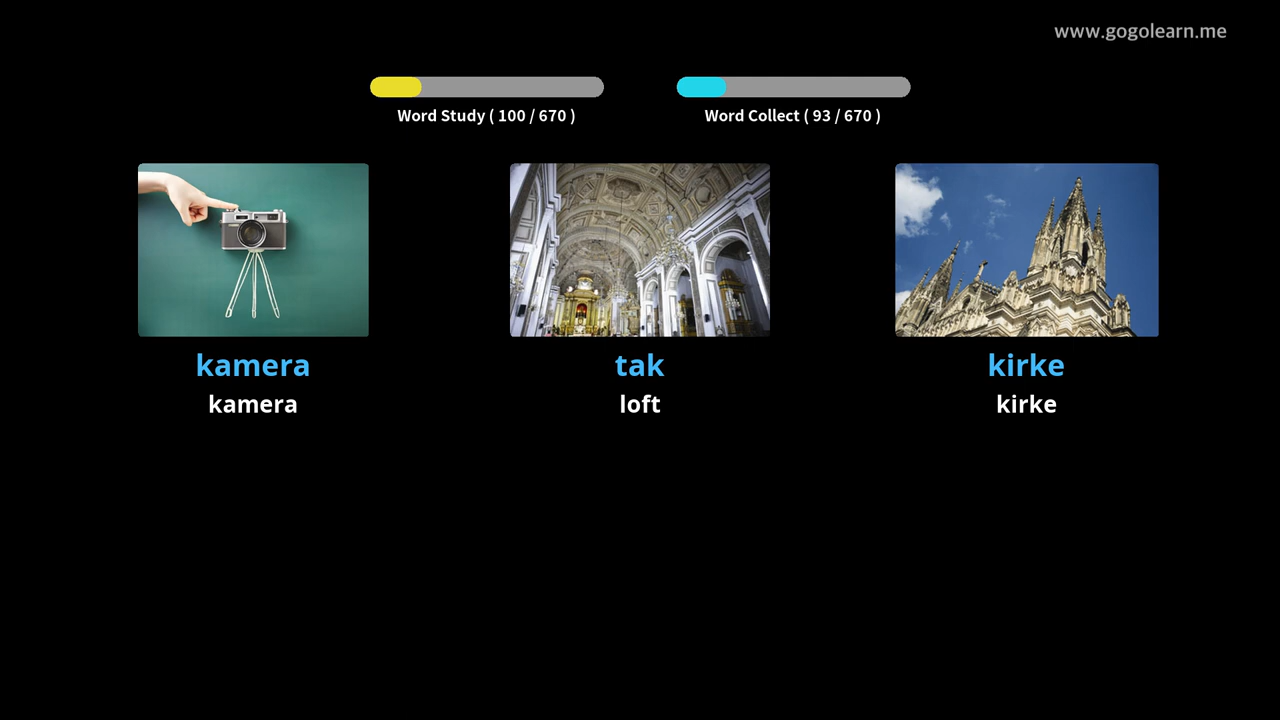 www.gogolearn.me
Word Study ( 100 / 670 )
Word Collect ( 93 / 670 )
kamera
kamera
tak
loft
kirke
kirke